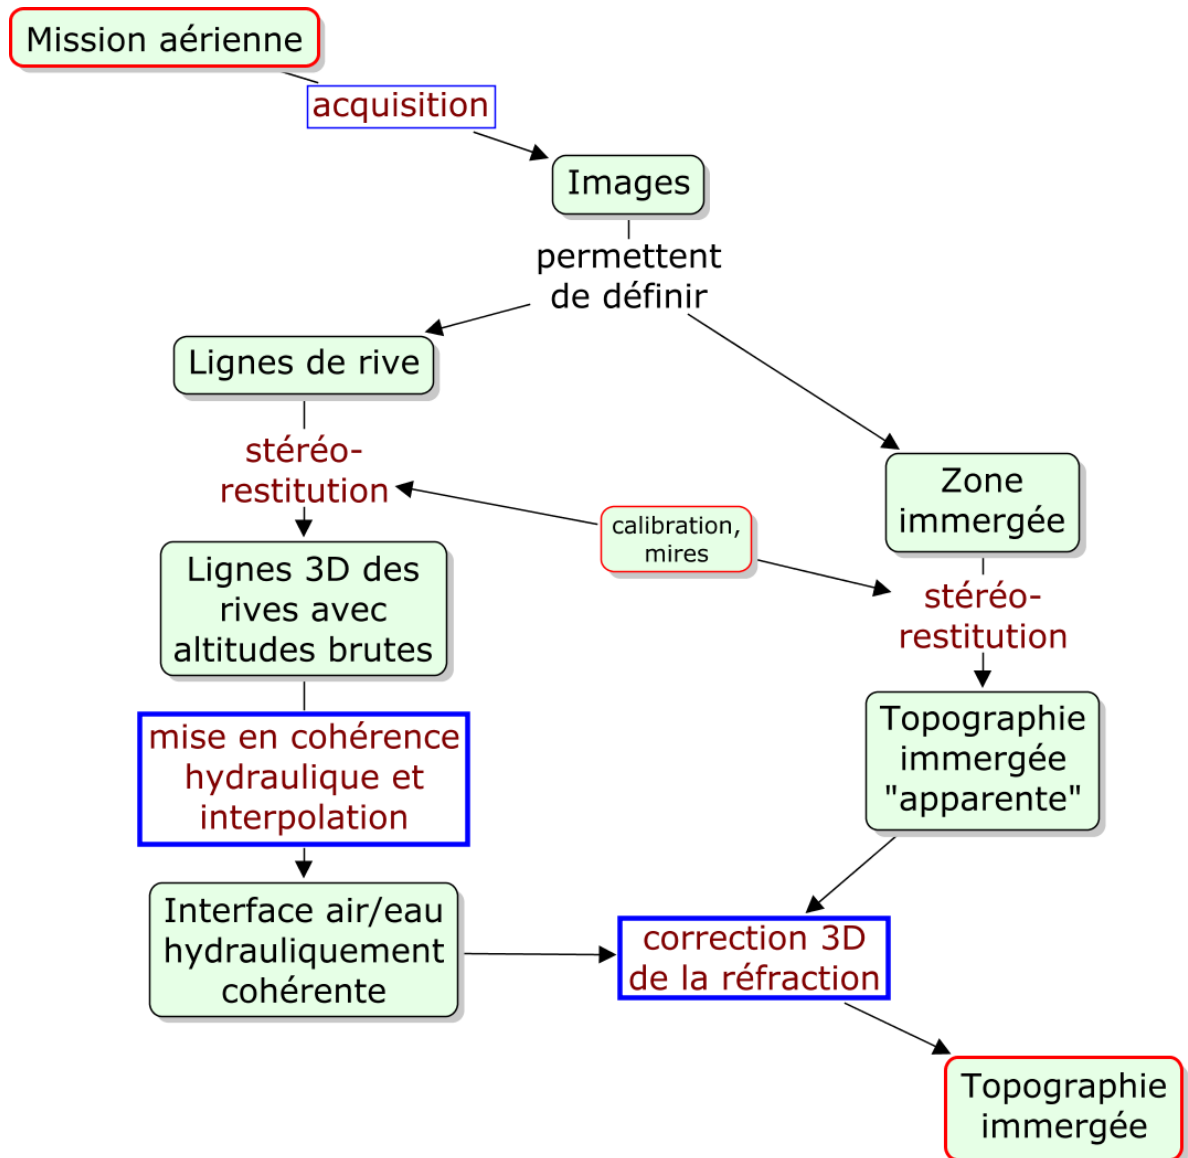 Mission aérienne
acquisition
Images
permettent
de définir
Lignes de rive
stéréo-
restitution
Zone
immergée
calibration,
mires
Lignes 3D des
rives avec
altitudes brutes
stéréo-
restitution
mise en cohérence
hydraulique et
interpolation
Topographie
immergée
"apparente"
Interface air/eau
hydrauliquement
cohérente
correction 3D
de la réfraction
Topographie
immergée